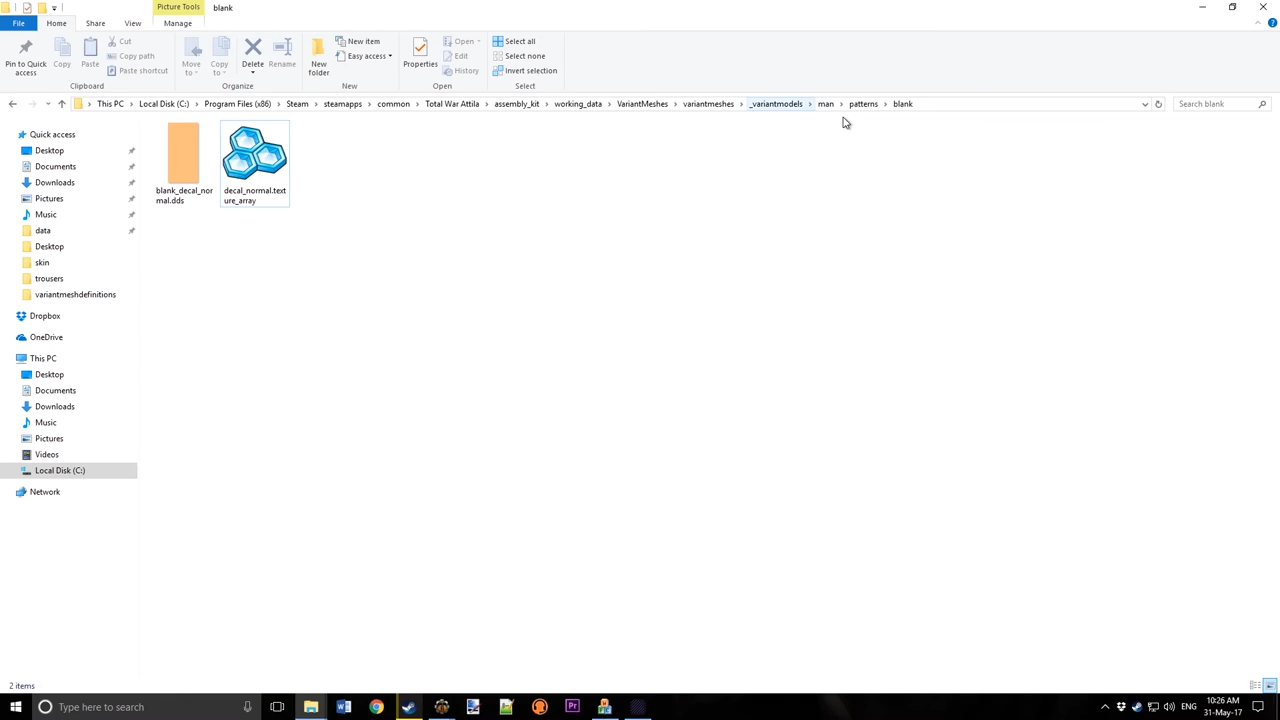 Picture Tools
blank
File
Home
Share
View
Manage
Pin to Quick access
Copy
Paste
Cut
Copy path
Paste shortcut
Move to
Copy to
Delete
Rename
New folder
New item
Easy access
Properties
Open
Edit
History
Select all
Select none
Invert selection
Clipboard
Organize
New
Open
Select
This PC
Local Disk (C:)
Program Files (x86)
Steam
steamapps
common
Total War Attila
assembly_kit
working_data
VariantMeshes
variantmeshes
_variantmodels
man
patterns
blank
Search blank
Quick access
Desktop
Documents
Downloads
Pictures
Music
data
Desktop
skin
trousers
variantmeshdefinitions
Dropbox
OneDrive
This PC
Desktop
Documents
Downloads
Music
Pictures
Videos
Local Disk (C:)
Network
blank_decal_nor
mal.dds
decal_normal.text
ure_array
2 items
Type here to search
ENG
10:26 AM
31-May-17